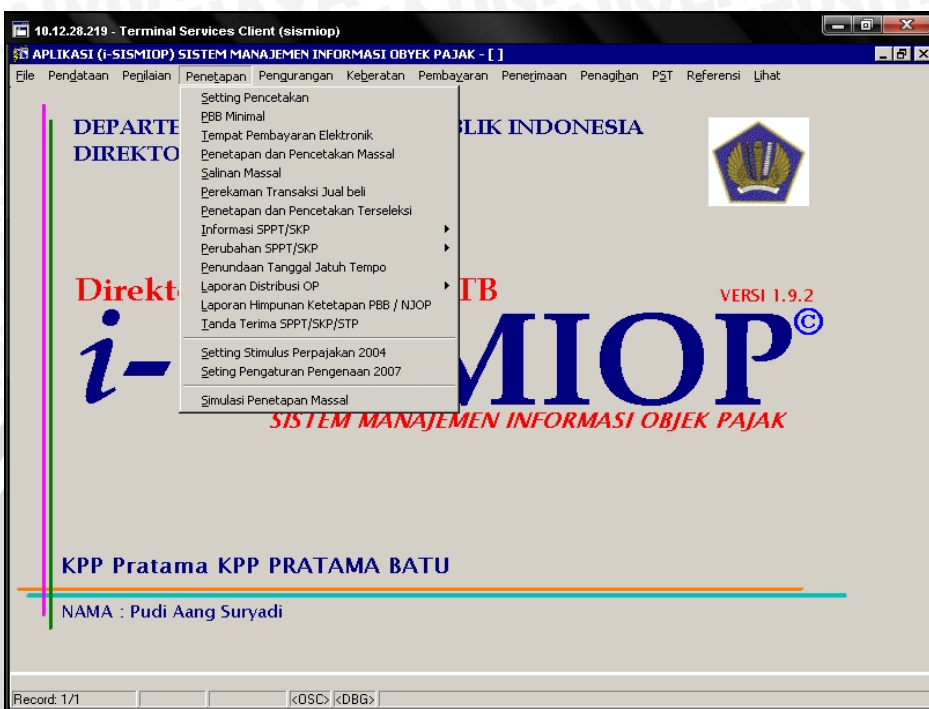 10.12.28.219 - Terminal Services Client (sismiop)
APLIKASI (i-SISMIOP) SISTEM MANAJEMEN INFORMASI OBYEK PAJAK - [ ]
File Pendataan Penilaian Penetapan Pengurangan Keberatan Pembayaran Penerimaan Penagihan PST Referensi Lihat
Setting Pencetakan
PBB Minimal
Tempat Pembayaran Elektronik
Penetapan dan Pencetakan Massal
Salinan Massal
Perekaman Transaksi Jual beli
Penetapan dan Pencetakan Terseleksi
Informasi SPPT/SKP
Perubahan SPPT/SKP
Penundaan Tanggal Jatuh Tempo
Laporan Distribusi OP
Laporan Himpunan Ketetapan PBB / NJOP
Tanda Terima SPPT/SKP/STP
Setting Stimulus Perpajakan 2004
Seting Pengaturan Pengenaan 2007
Simulasi Penetapan Massal
DEPARTE BLIK INDONESIA
DIREKTO
Direkt TB
VERSI 1.9.2
i- MIOP©
SISTEM MANAJEMEN INFORMASI OBJEK PAJAK
KPP Pratama KPP PRATAMA BATU
NAMA : Pudi Aang Suryadi
Record: 1/1 <OSC> <DBG>